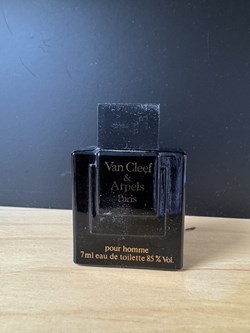 Van Cleef
&
Arpels
Paris
pour homme
7ml eau de toilette 85% Vol.